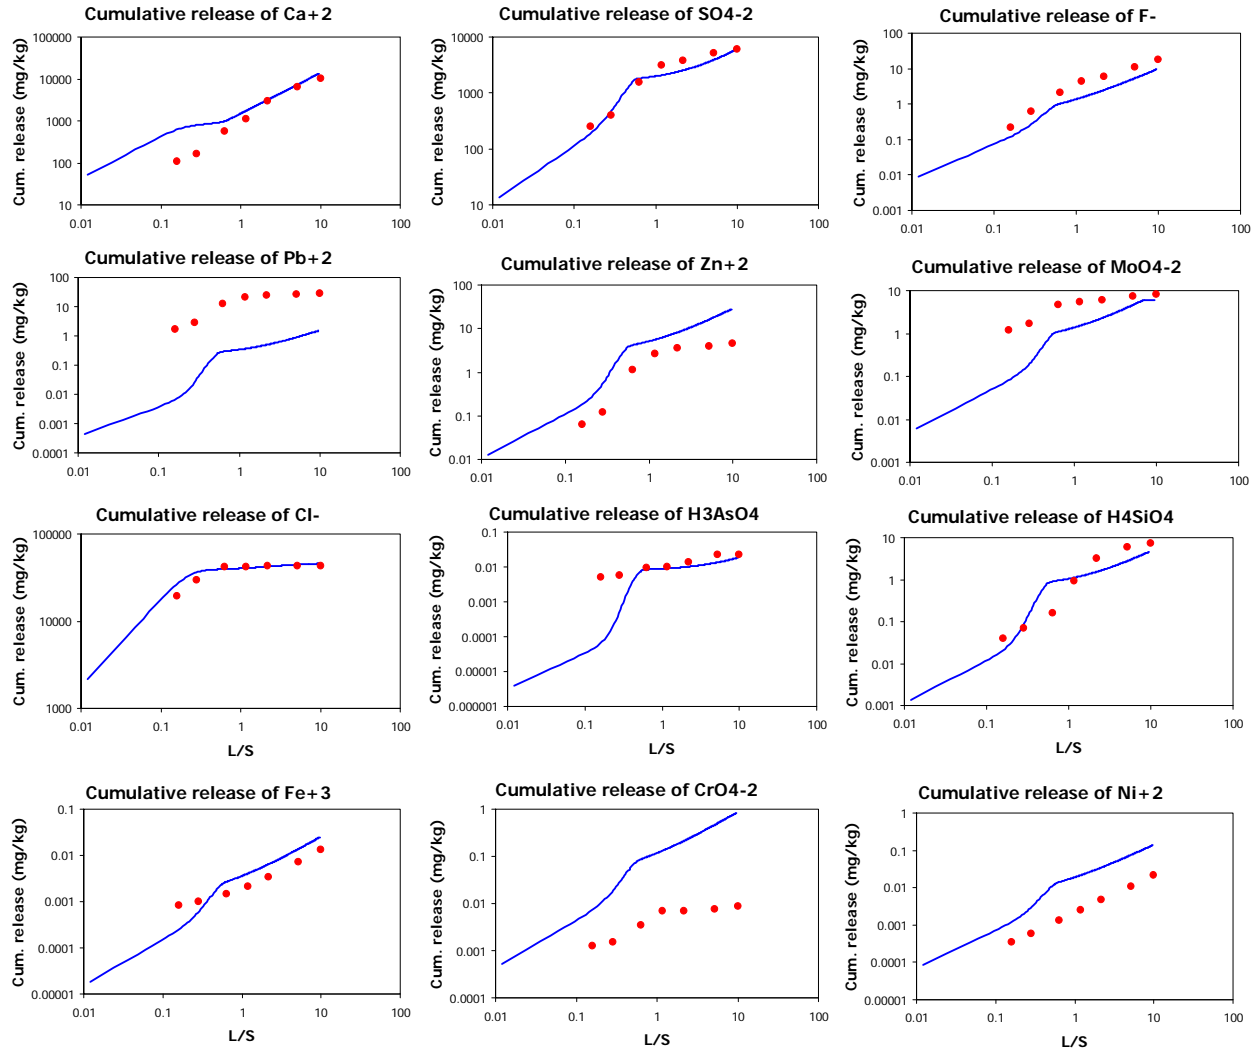 Cumulative release of Ca+2
Cum. release (mg/kg)
100000
10000
1000
100
10
0.01 0.1 1 10 100
Cumulative release of SO4-2
Cum. release (mg/kg)
10000
1000
100
10
0.01 0.1 1 10 100
Cumulative release of F-
Cum. release (mg/kg)
100
10
1
0.1
0.01
0.001
0.01 0.1 1 10 100
Cumulative release of Pb+2
Cum. release (mg/kg)
100
10
1
0.1
0.01
0.001
0.0001
0.01 0.1 1 10 100
Cumulative release of Zn+2
Cum. release (mg/kg)
100
10
1
0.1
0.01
0.01 0.1 1 10 100
Cumulative release of MoO4-2
Cum. release (mg/kg)
10
1
0.1
0.01
0.001
0.01 0.1 1 10 100
Cumulative release of Cl-
Cum. release (mg/kg)
100000
10000
1000
0.01 0.1 1 10 100
L/S
Cumulative release of H3AsO4
Cum. release (mg/kg)
0.1
0.01
0.001
0.0001
0.00001
0.000001
0.01 0.1 1 10 100
L/S
Cumulative release of H4SiO4
Cum. release (mg/kg)
10
1
0.1
0.01
0.001
0.01 0.1 1 10 100
L/S
Cumulative release of Fe+3
Cum. release (mg/kg)
0.1
0.01
0.001
0.0001
0.00001
0.01 0.1 1 10 100
L/S
Cumulative release of CrO4-2
Cum. release (mg/kg)
1
0.1
0.01
0.001
0.0001
0.01 0.1 1 10 100
L/S
Cumulative release of Ni+2
Cum. release (mg/kg)
1
0.1
0.01
0.001
0.0001
0.00001
0.01 0.1 1 10 100
L/S